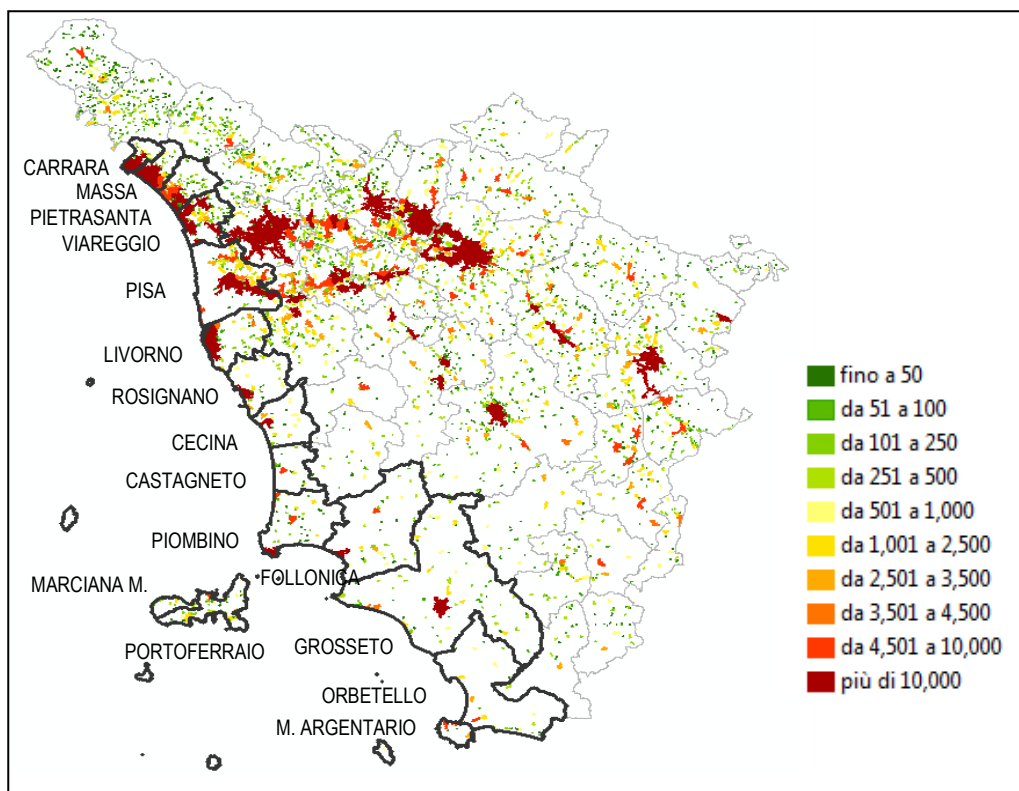 CARRARA
MASSA
PIETRASANTA
VIAREGGIO
PISA
LIVORNO
ROSIGNANO
CECINA
CASTAGNETO
PIOMBINO
FOLLONICA
MARCIANA M.
PORTOFERRAIO
GROSSETO
ORBETELLO
M. ARGENTARIO
fino a 50
da 51 a 100
da 101 a 250
da 251 a 500
da 501 a 1,000
da 1,001 a 2,500
da 2,501 a 3,500
da 3,501 a 4,500
da 4,501 a 10,000
più di 10,000